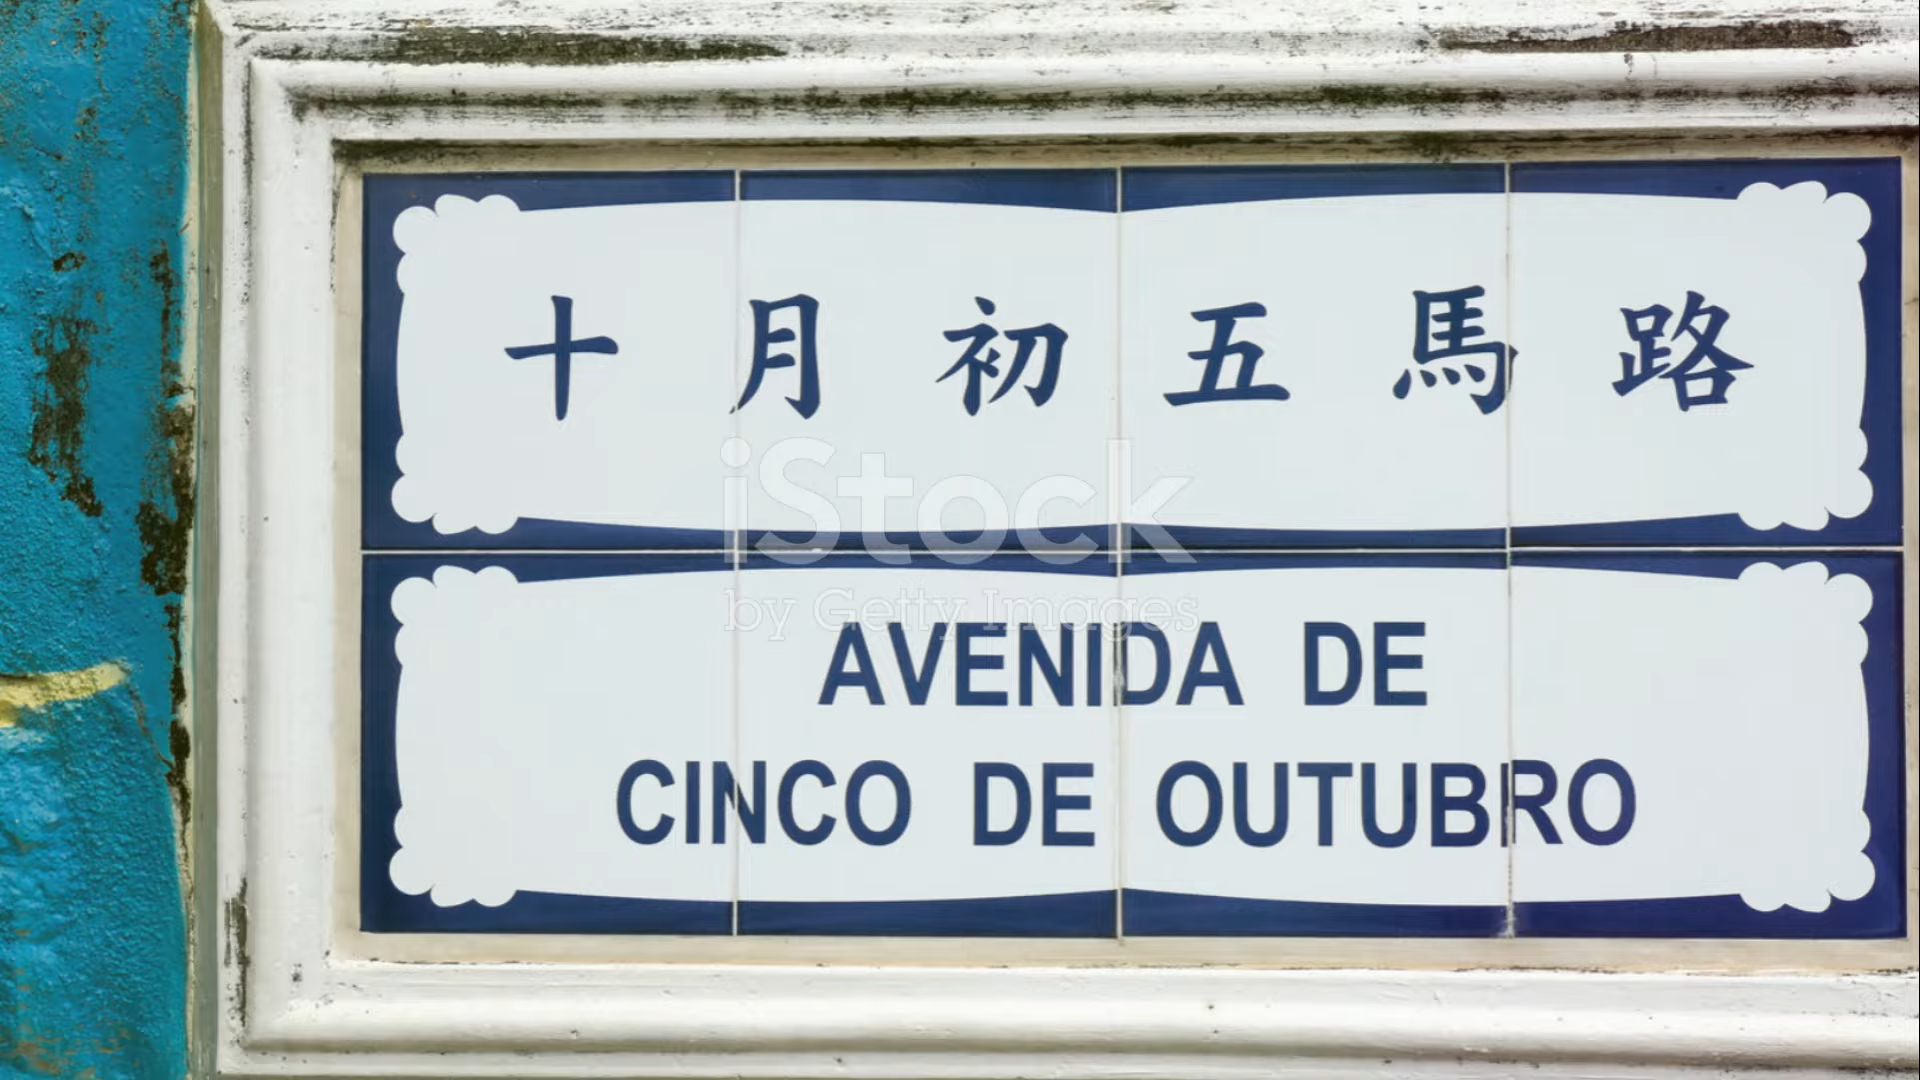 十月初五馬路
iStock
by Getty Images
AVENIDA DE
CINCO DE OUTUBRO